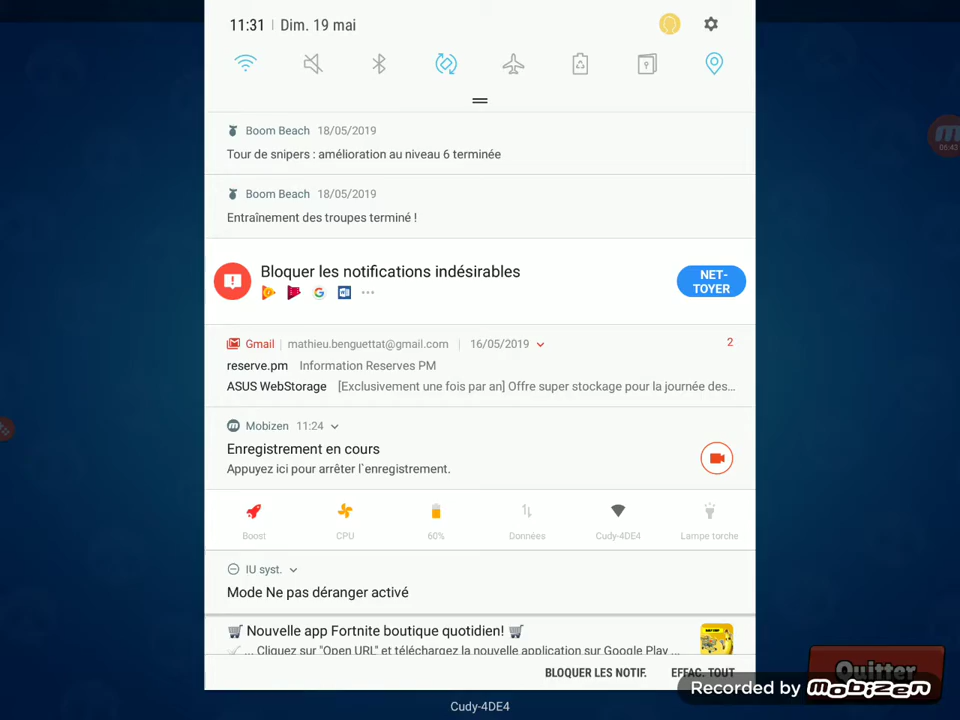 11:31 Dim. 19 mai
Boom Beach 18/05/2019
Tour de snipers : amélioration au niveau 6 terminée
Boom Beach 18/05/2019
Entraînement des troupes terminé !
Bloquer les notifications indésirables
NET-
TOYER
Gmail mathieu.benguettat@gmail.com 16/05/2019 2
reserve.pm Information Reserves PM
ASUS WebStorage [Exclusivement une fois par an] Offre super stockage pour la journée des...
Mobizen 11:24
06:43
Enregistrement en cours
Appuyez ici pour arrêter l`enregistrement.
Boost CPU 60% Données Cudy-4DE4 Lampe torche
IU syst.
Mode Ne pas déranger activé
Nouvelle app Fortnite boutique quotidien!
... Cliquez sur "Open URL" et téléchargez la nouvelle application sur Google Play ...
BLOQUER LES NOTIF. EFFAC. TOUT
Quitter
Recorded by mobizen
Cudy-4DE4